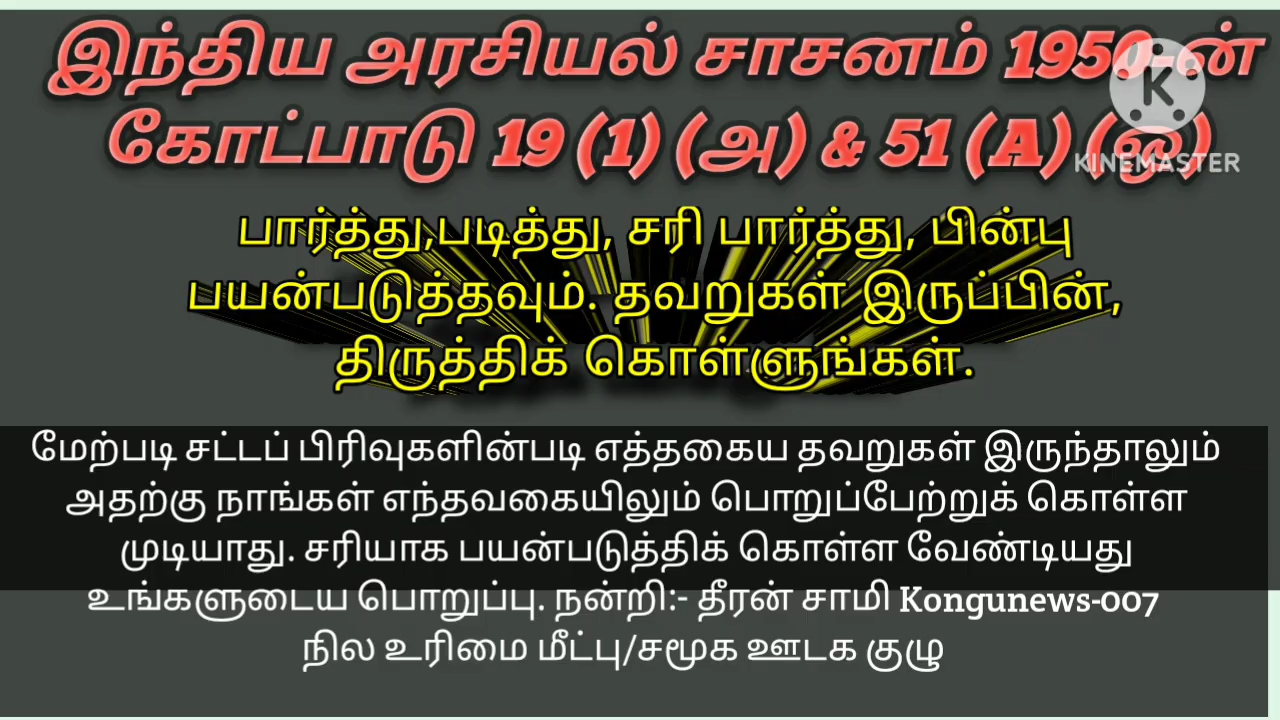 இந்திய அரசியல் சாசனம் 1950-ன்
கோட்பாடு 19 (1) (அ) & 51 (A) (ஒ)
KINEMASTER
பார்த்து,படித்து, சரி பார்த்து, பின்பு
பயன்படுத்தவும். தவறுகள் இருப்பின்,
திருத்திக் கொள்ளுங்கள்.
மேற்படி சட்டப் பிரிவுகளின்படி எத்தகைய தவறுகள் இருந்தாலும்
அதற்கு நாங்கள் எந்தவகையிலும் பொறுப்பேற்றுக் கொள்ள
முடியாது. சரியாக பயன்படுத்திக் கொள்ள வேண்டியது
உங்களுடைய பொறுப்பு. நன்றி:- தீரன் சாமி Kongunews-007
நில உரிமை மீட்பு/சமூக ஊடக குழு